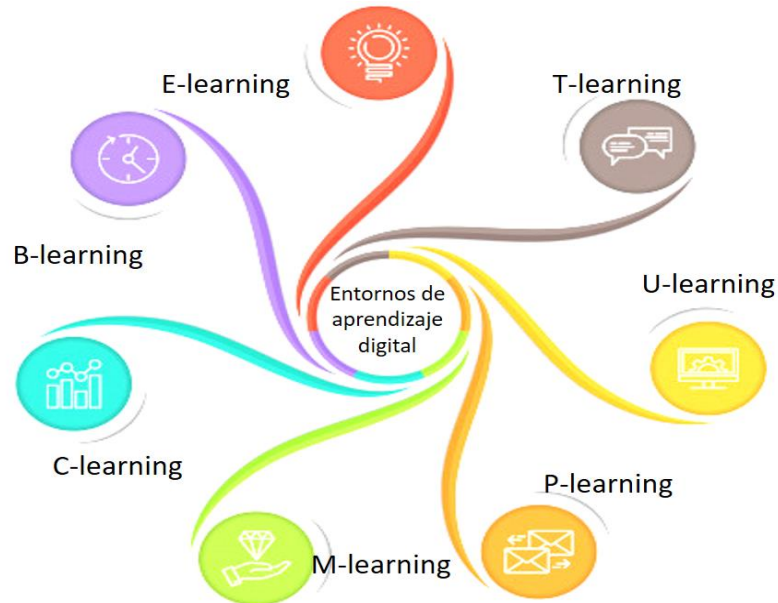 E-learning
T-learning
B-learning
U-learning
Entornos de
aprendizaje
digital
C-learning
P-learning
M-learning